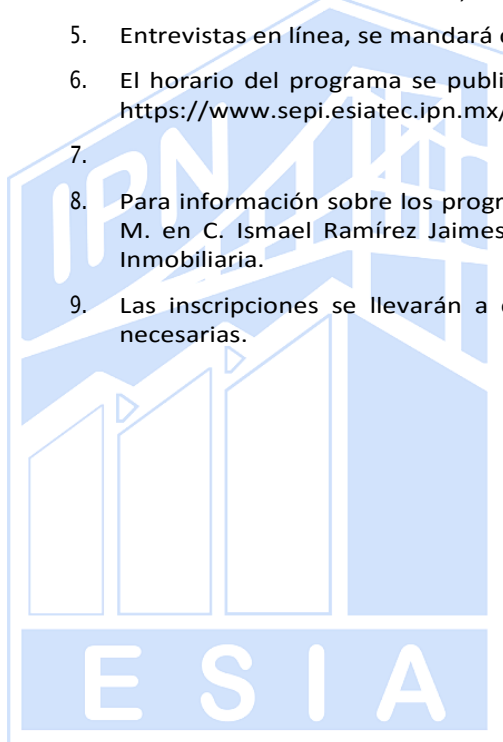 5. Entrevistas en línea, se mandará
6. El horario del programa se publi
https://www.sepi.esiatec.ipn.mx/
7.
8. Para información sobre los progr
M. en C. Ismael Ramírez Jaimes
Inmobiliaria.
9. Las inscripciones se llevarán a
necesarias.
IPN
ESIA